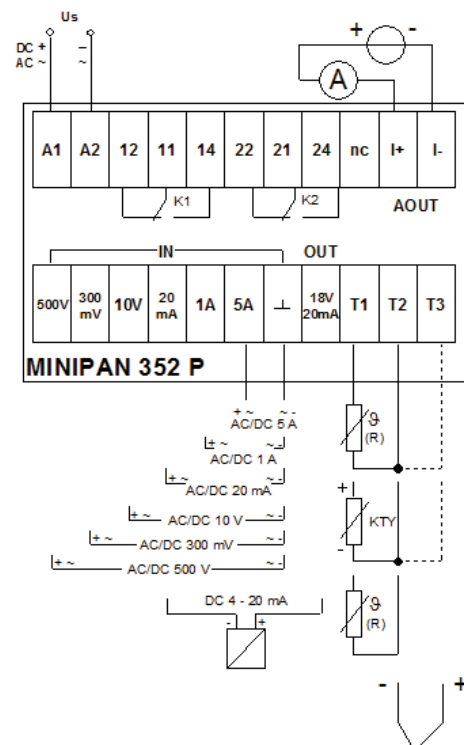 Us
DC + –
AC ~ ~
+ -
A
A1 A2 12 11 14 22 21 24 nc I+ I-
K1 K2 AOUT
IN OUT
500V 300 mV 10V 20 mA 1A 5A ⊥ 18V 20mA T1 T2 T3
MINIPAN 352 P
+ ~ ~ -
AC/DC 5 A
+ ~ ~ -
AC/DC 1 A
+ ~ ~ -
AC/DC 20 mA
+ ~ ~ -
AC/DC 10 V
+ ~ ~ -
AC/DC 300 mV
+ ~ ~ -
AC/DC 500 V
DC 4 - 20 mA
- +
ϑ
(R)
+
KTY
-
ϑ
(R)
- +